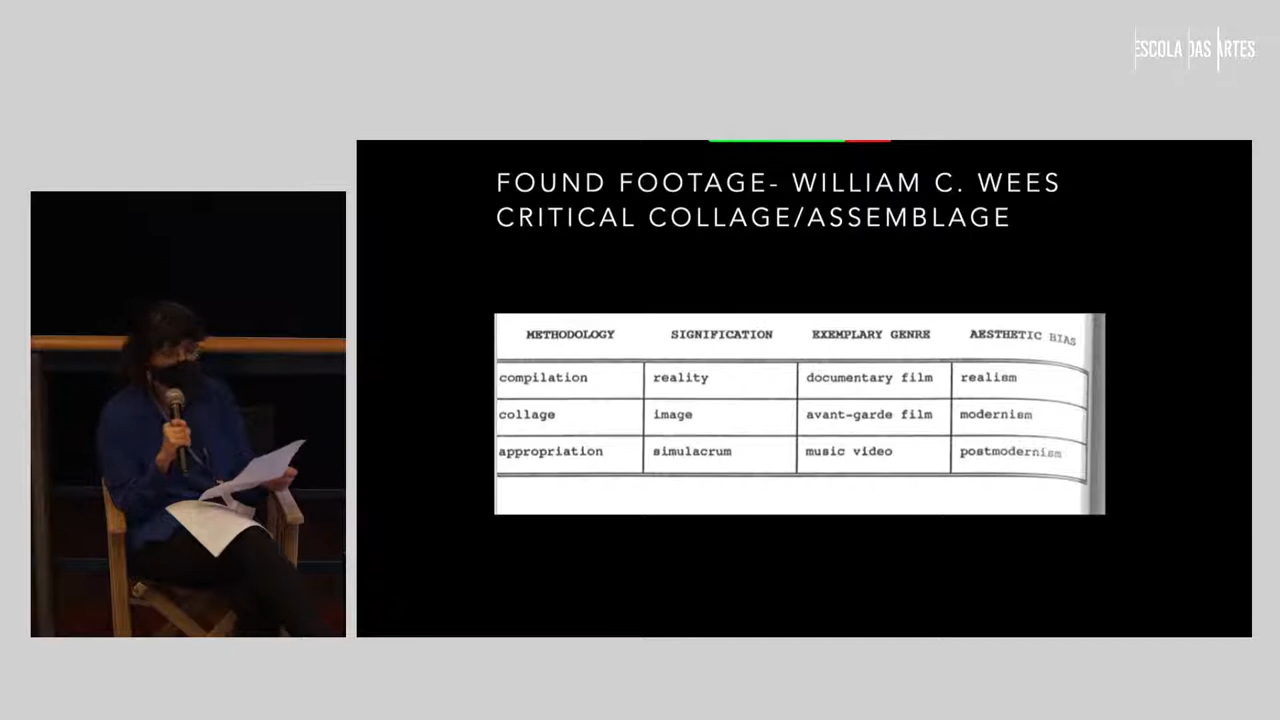 ESCOLA DAS ARTES
FOUND FOOTAGE- WILLIAM C. WEES
CRITICAL COLLAGE/ASSEMBLAGE
METHODOLOGY SIGNIFICATION EXEMPLARY GENRE AESTHETIC BIAS
compilation reality documentary film realism
collage image avant-garde film modernism
appropriation simulacrum music video postmodernism